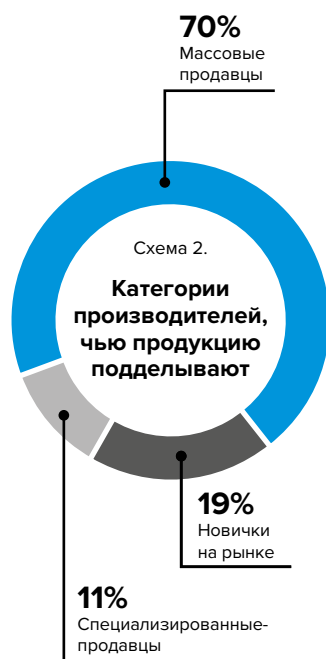 70%
Массовые
продавцы
Схема 2.
Категории
производителей,
чью продукцию
подделывают
19%
Новички
на рынке
11%
Специализированные-
продавцы